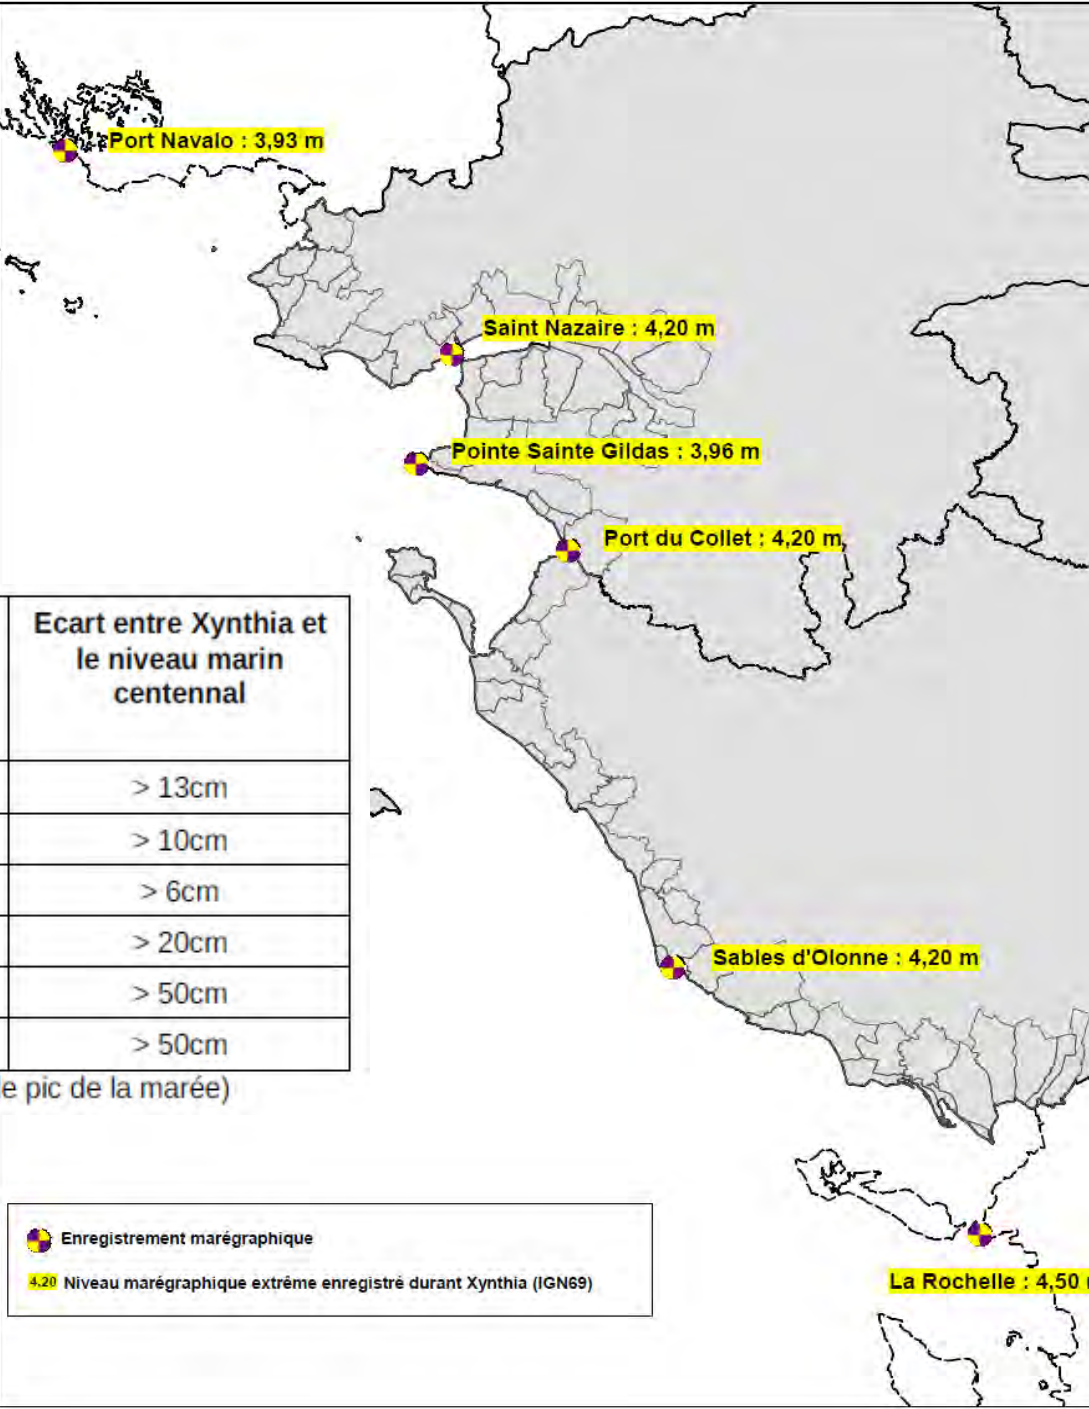 Port Navalo : 3,93 m
Saint Nazaire : 4,20 m
Pointe Sainte Gildas : 3,96 m
Port du Collet : 4,20 m
Ecart entre Xynthia et
le niveau marin
centennal
> 13cm
> 10cm
> 6cm
> 20cm
> 50cm
> 50cm
le pic de la marée)
Sables d'Olonne : 4,20 m
Enregistrement marégraphique
4.20 Niveau marégraphique extrême enregistré durant Xynthia (IGN69)
La Rochelle : 4,50